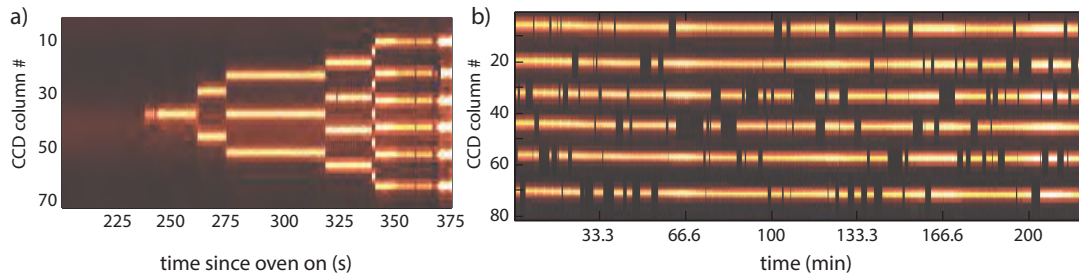 a)
CCD column #
10
30
50
70
225 250 275 300 325 350 375
time since oven on (s)
b)
CCD column #
20
40
60
80
33.3 66.6 100 133.3 166.6 200
time (min)